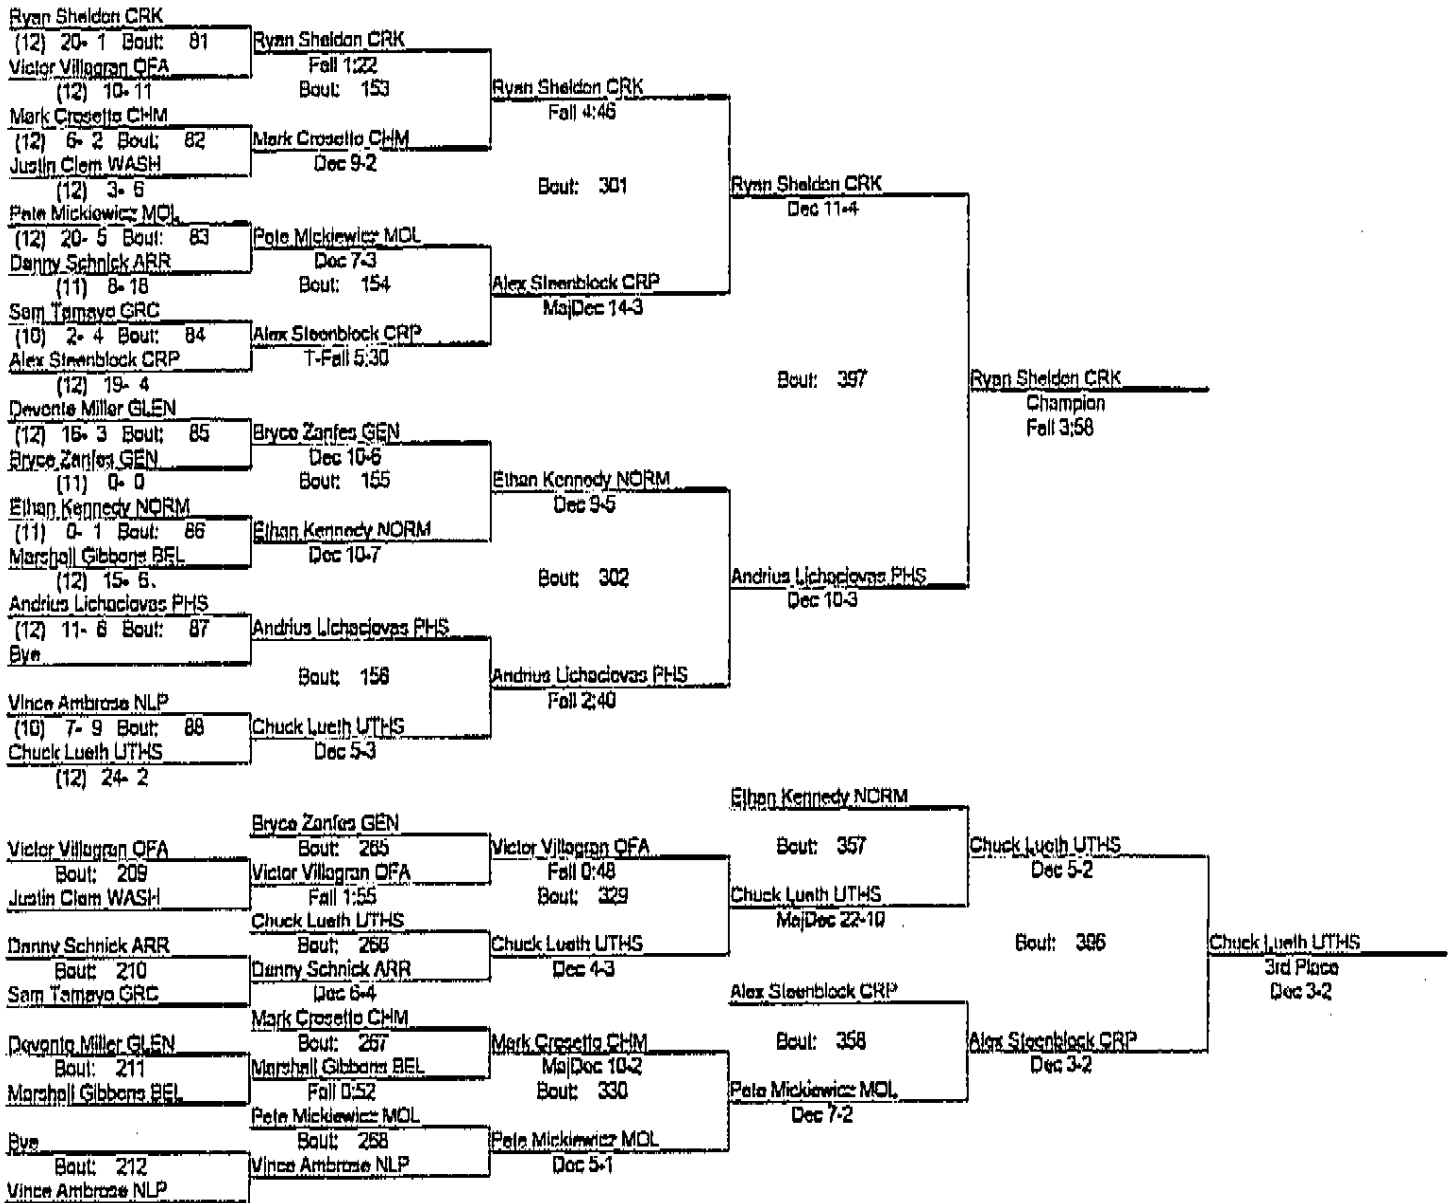 Ryan Sheldon CRK
(12) 20- 1 Bout: 81
Victor Villagran OFA
(12) 10- 11
Mark Crosetto CHM
(12) 6- 2 Bout: 82
Justin Clem WASH
(12) 3- 6
Pete Mickiewicz MOL
(12) 20- 5 Bout: 83
Danny Schnick ARR
(11) 8- 18
Sam Tamayo GRC
(10) 2- 4 Bout: 84
Alex Steenblock CRP
(12) 19- 4
Devonte Miller GLEN
(12) 16- 3 Bout: 85
Bryce Zanfes GEN
(11) 0- 0
Ethan Kennedy NORM
(11) 0- 1 Bout: 86
Marshall Gibbons BEL
(12) 15- 6
Andrius Lichaciovas PHS
(12) 11- 6 Bout: 87
Bye
Vince Ambrose NLP
(10) 7- 9 Bout: 88
Chuck Lueth UTHS
(12) 24- 2
Ryan Sheldon CRK
Fall 1:22
Bout: 153
Mark Crosetto CHM
Dec 9-2
Pete Mickiewicz MOL
Dec 7-3
Bout: 154
Alex Steenblock CRP
T-Fall 5:30
Bryce Zanfes GEN
Dec 10-6
Bout: 155
Ethan Kennedy NORM
Dec 10-7
Andrius Lichaciovas PHS
Bout: 156
Chuck Lueth UTHS
Dec 5-3
Ryan Sheldon CRK
Fall 4:46
Bout: 301
Alex Steenblock CRP
MajDec 14-3
Ethan Kennedy NORM
Dec 9-5
Bout: 302
Andrius Lichaciovas PHS
Fall 2:40
Ryan Sheldon CRK
Dec 11-4
Bout: 397
Andrius Lichaciovas PHS
Dec 10-3
Ryan Sheldon CRK
Champion
Fall 3:58
Victor Villagran OFA
Bout: 209
Justin Clem WASH
Danny Schnick ARR
Bout: 210
Sam Tamayo GRC
Devonte Miller GLEN
Bout: 211
Marshall Gibbons BEL
Bye
Bout: 212
Vince Ambrose NLP
Bryce Zanfes GEN
Bout: 265
Victor Villagran OFA
Fall 1:55
Chuck Lueth UTHS
Bout: 266
Danny Schnick ARR
Dec 6-4
Mark Crosetto CHM
Bout: 267
Marshall Gibbons BEL
Fall 0:52
Pete Mickiewicz MOL
Bout: 268
Vince Ambrose NLP
Victor Villagran OFA
Fall 0:48
Bout: 329
Chuck Lueth UTHS
Dec 4-3
Mark Crosetto CHM
MajDec 10-2
Bout: 330
Pete Mickiewicz MOL
Dec 5-1
Ethan Kennedy NORM
Bout: 357
Chuck Lueth UTHS
MajDec 22-10
Alex Steenblock CRP
Bout: 358
Pete Mickiewicz MOL
Dec 7-2
Chuck Lueth UTHS
Dec 5-2
Bout: 396
Alex Steenblock CRP
Dec 3-2
Chuck Lueth UTHS
3rd Place
Dec 3-2